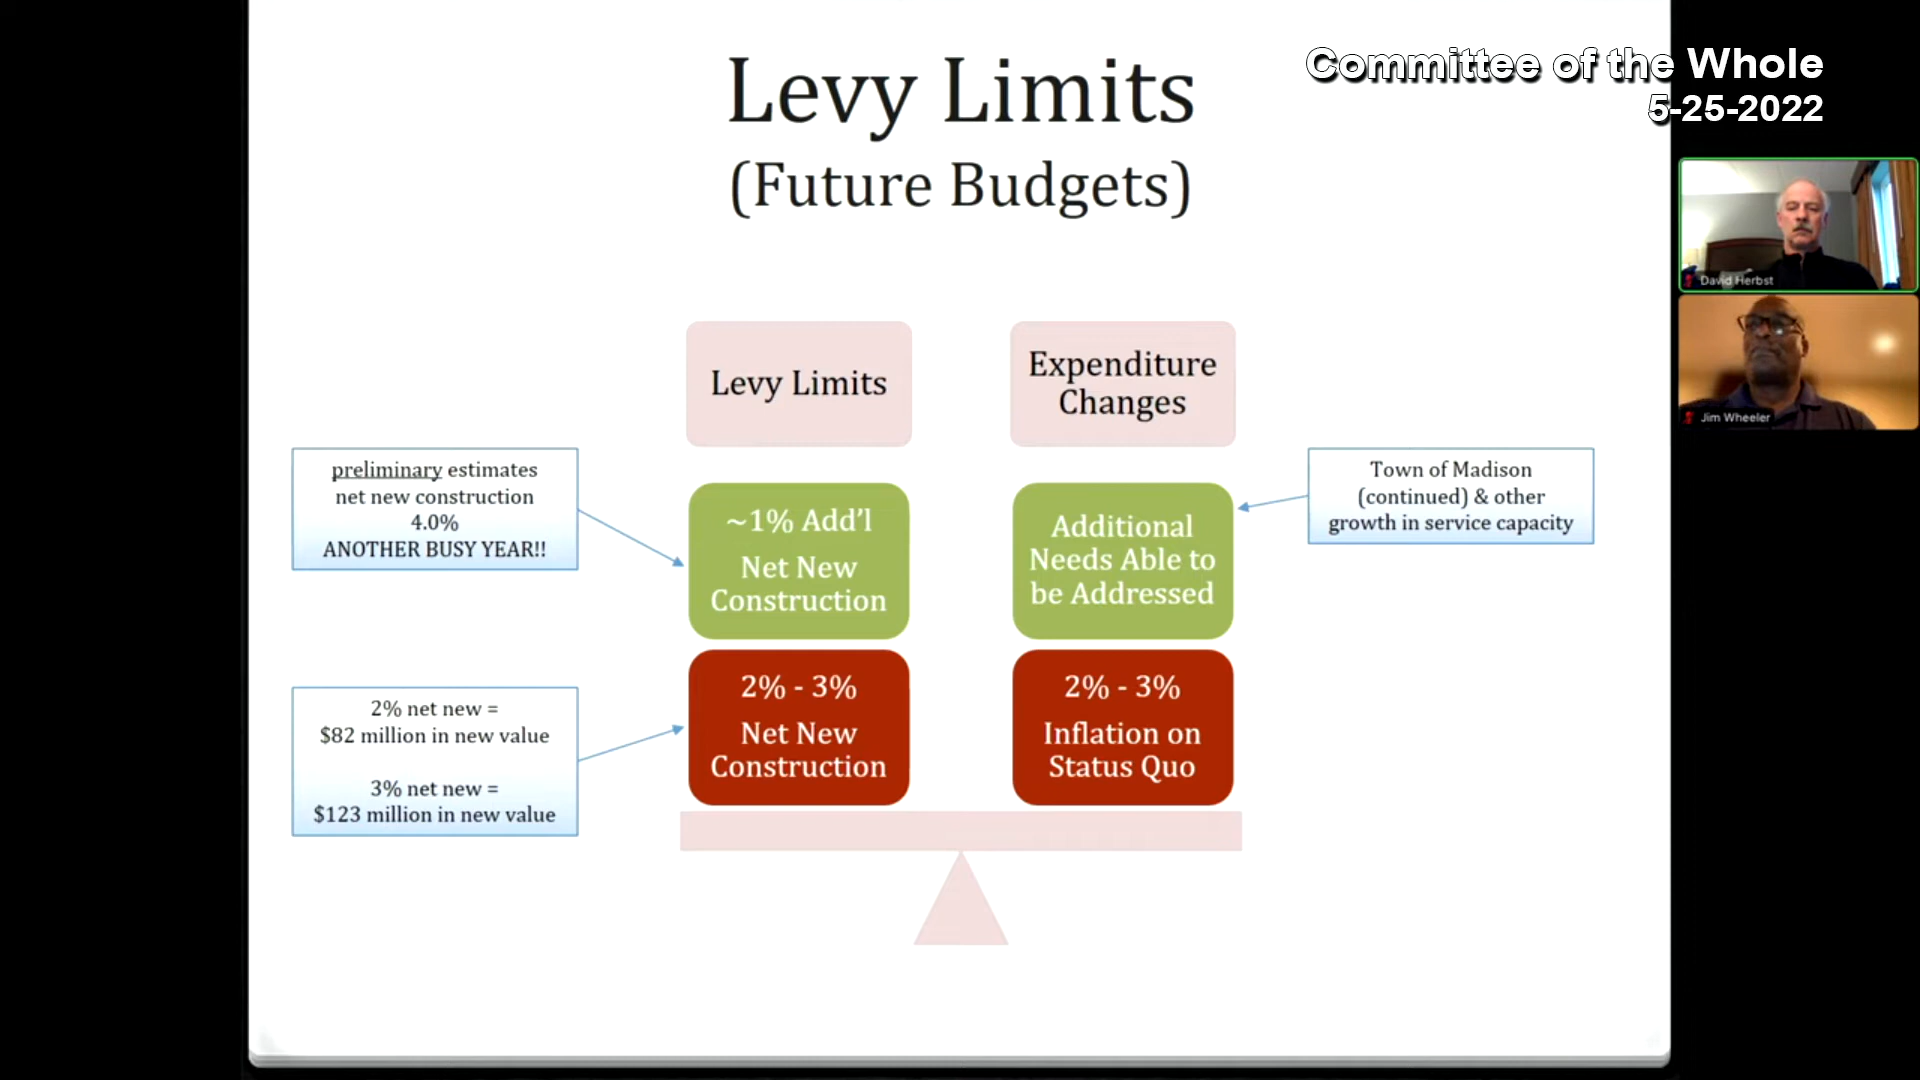 Levy Limits
(Future Budgets)
Committee of the Whole
5-25-2022
David Herbst
Jim Wheeler
Levy Limits
Expenditure
Changes
preliminary estimates
net new construction
4.0%
ANOTHER BUSY YEAR!!
~1% Add'l
Net New
Construction
Additional
Needs Able to
be Addressed
Town of Madison
(continued) & other
growth in service capacity
2% net new =
$82 million in new value
3% net new =
$123 million in new value
2% - 3%
Net New
Construction
2% - 3%
Inflation on
Status Quo